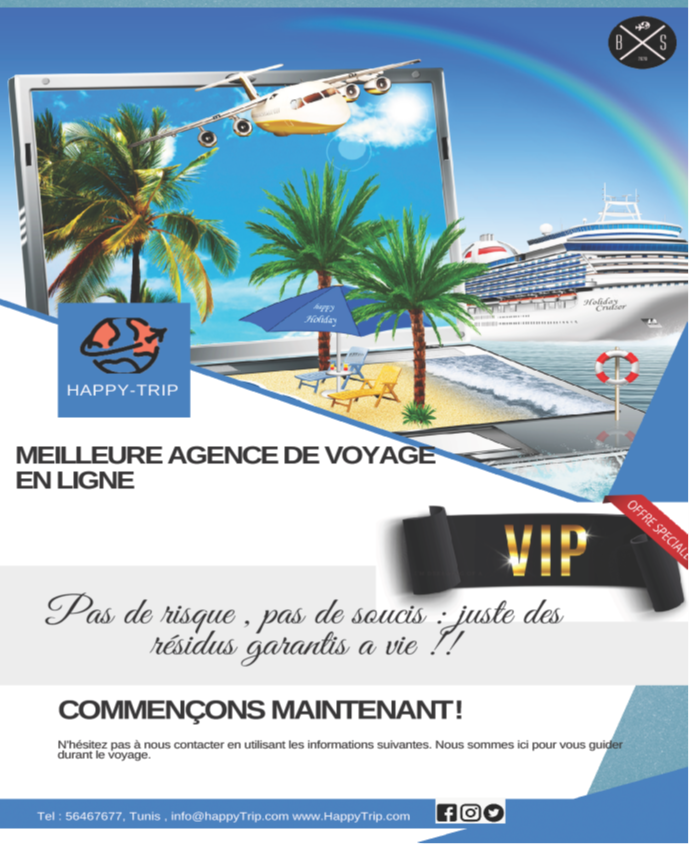 B S
happy
Holiday
Holiday
Cruiser
HAPPY-TRIP
MEILLEURE AGENCE DE VOYAGE
EN LIGNE
OFFRE SPECIALE
VIP
Pas de risque , pas de soucis : juste des
résidus garantis a vie !!
COMMENÇONS MAINTENANT!
N'hésitez pas à nous contacter en utilisant les informations suivantes. Nous sommes ici pour vous guider
durant le voyage.
Tel : 56467677, Tunis , info@happyTrip.com www.HappyTrip.com